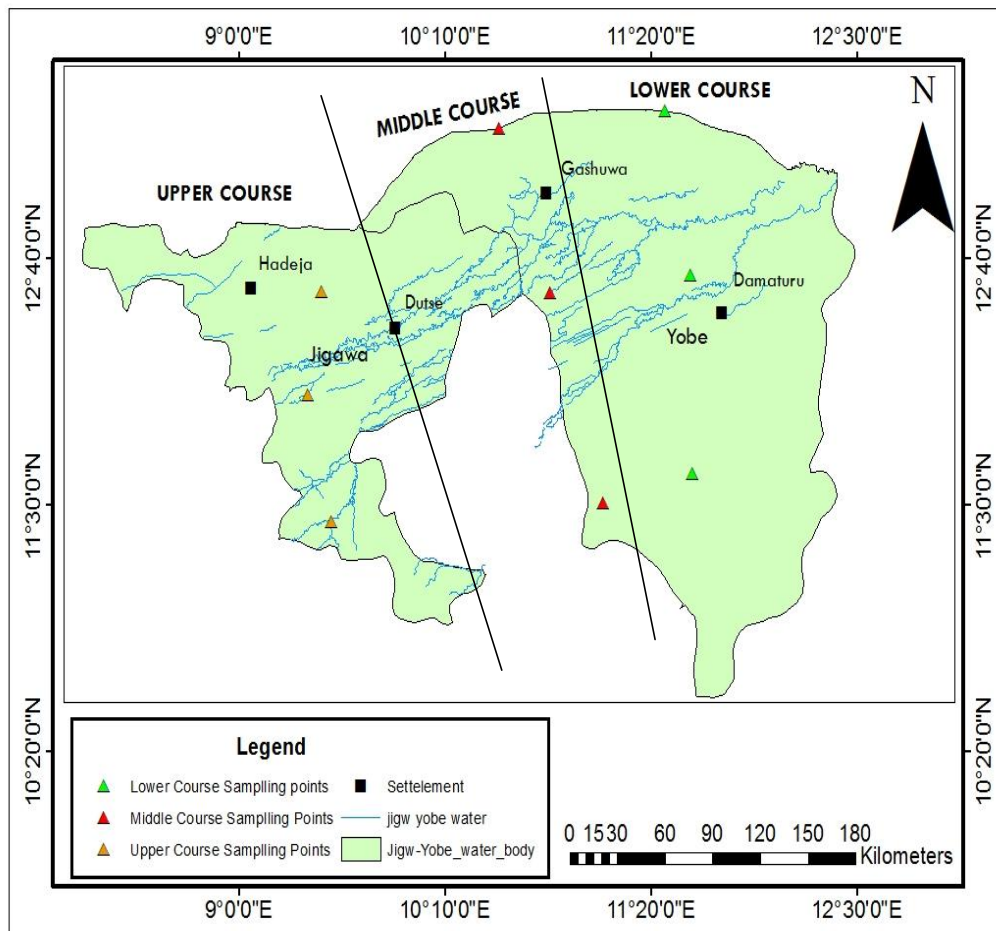 9°0'0"E 10°10'0"E 11°20'0"E 12°30'0"E
LOWER COURSE
MIDDLE COURSE
N
UPPER COURSE
Gashuwa
12°40'0"N
12°40'0"N
Hadeja
Damaturu
Dutse
Yobe
Jigawa
11°30'0"N
11°30'0"N
10°20'0"N
10°20'0"N
Legend
Lower Course Samplling points
Settelement
Middle Course Samplling Points
jigw yobe water
Upper Course Samplling Points
Jigw-Yobe_water_body
0 1530 60 90 120 150 180
Kilometers
9°0'0"E 10°10'0"E 11°20'0"E 12°30'0"E